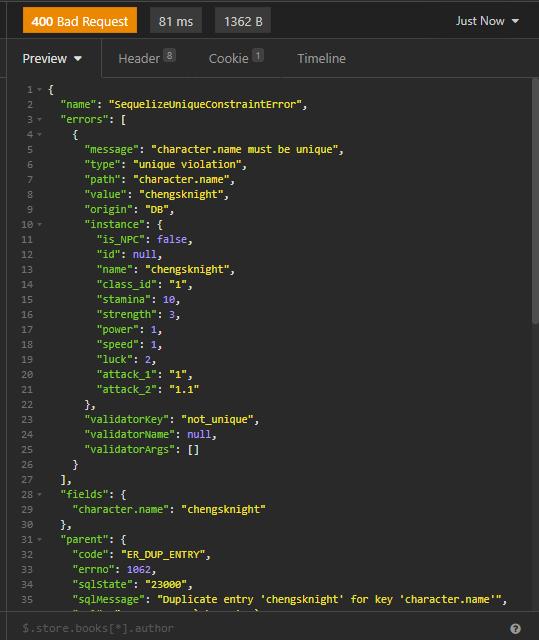 400 Bad Request 81 ms 1362 B Just Now
Preview Header 8 Cookie 1 Timeline
1 {
2 "name": "SequelizeUniqueConstraintError",
3 "errors": [
4 {
5 "message": "character.name must be unique",
6 "type": "unique violation",
7 "path": "character.name",
8 "value": "chengsknight",
9 "origin": "DB",
10 "instance": {
11 "is_NPC": false,
12 "id": null,
13 "name": "chengsknight",
14 "class_id": "1",
15 "stamina": 10,
16 "strength": 3,
17 "power": 1,
18 "speed": 1,
19 "luck": 2,
20 "attack_1": "1",
21 "attack_2": "1.1"
22 },
23 "validatorKey": "not_unique",
24 "validatorName": null,
25 "validatorArgs": []
26 }
27 ],
28 "fields": {
29 "character.name": "chengsknight"
30 },
31 "parent": {
32 "code": "ER_DUP_ENTRY",
33 "errno": 1062,
34 "sqlState": "23000",
35 "sqlMessage": "Duplicate entry 'chengsknight' for key 'character.name'",
$.store.books[*].author